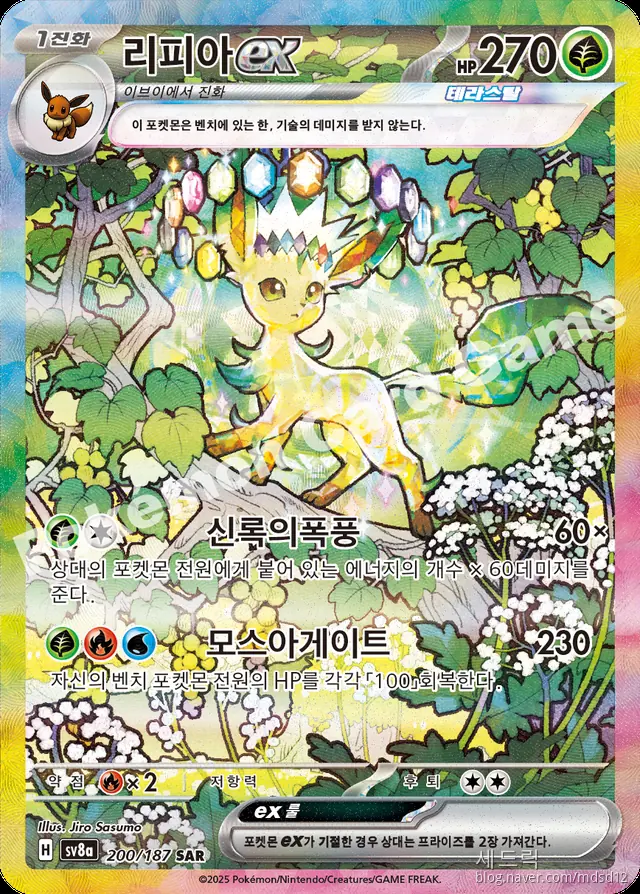 1진화
리피아ex
HP 270
이브이에서 진화
테라스탈
이 포켓몬은 벤치에 있는 한, 기술의 데미지를 받지 않는다.
Pokémon Card Game
신록의폭풍 60×
상대의 포켓몬 전원에게 붙어 있는 에너지의 개수 × 60데미지를
준다.
모스아게이트 230
자신의 벤치 포켓몬 전원의 HP를 각각 「100」회복한다.
약점 ×2 저항력 후퇴
ex 룰
포켓몬 ex가 기절한 경우 상대는 프라이즈를 2장 가져간다.
Illus. Jiro Sasumo
H sv8a 200/187 SAR
세드릭
blog.naver.com/mdsd12
©2025 Pokémon/Nintendo/Creatures/GAME FREAK.